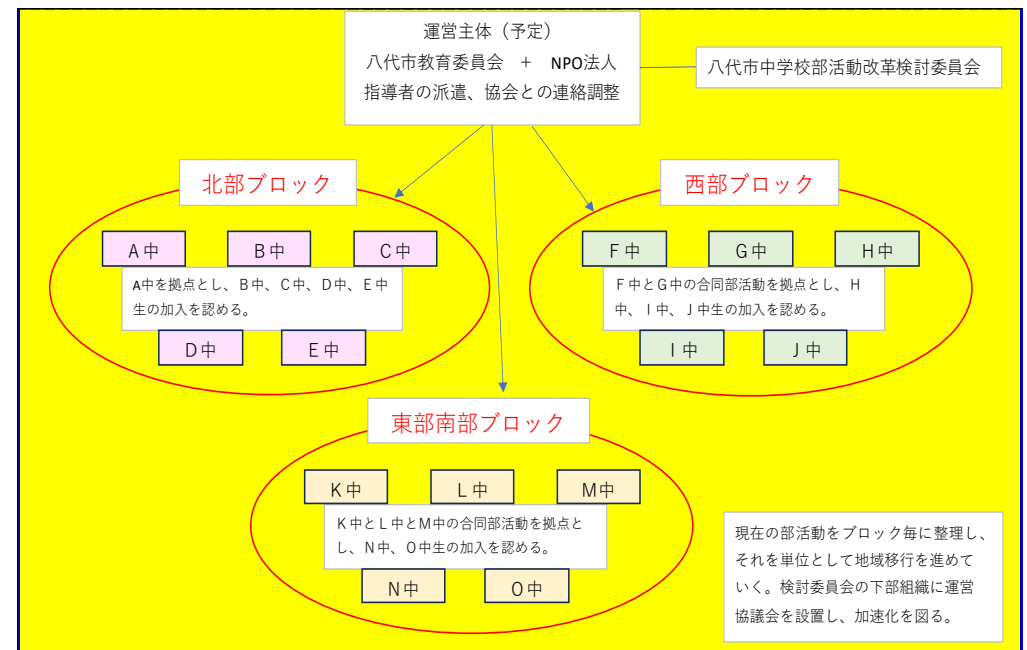 運営主体（予定）
八代市教育委員会　+　NPO法人
指導者の派遣、協会との連絡調整
八代市中学校部活動改革検討委員会
北部ブロック
A中
B中
C中
A中を拠点とし、B中、C中、D中、E中
生の加入を認める。
D中
E中
西部ブロック
F中
G中
H中
F中とG中の合同部活動を拠点とし、H
中、I中、J中生の加入を認める。
I中
J中
東部南部ブロック
K中
L中
M中
K中とL中とM中の合同部活動を拠点と
し、N中、O中生の加入を認める。
N中
O中
現在の部活動をブロック毎に整理し、
それを単位として地域移行を進めて
いく。検討委員会の下部組織に運営
協議会を設置し、加速化を図る。